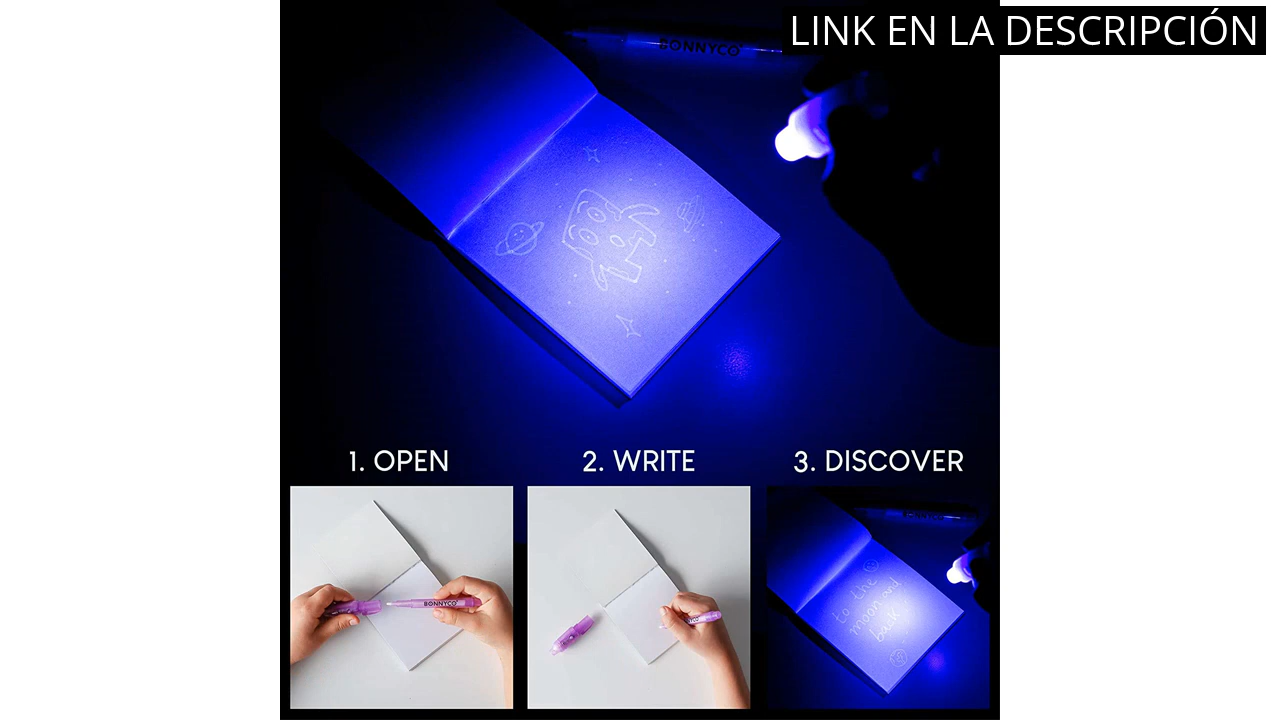 LINK EN LA DESCRIPCIÓN
BONNYCO
1. OPEN
2. WRITE
3. DISCOVER
BONNYCO
to the
moon and
back